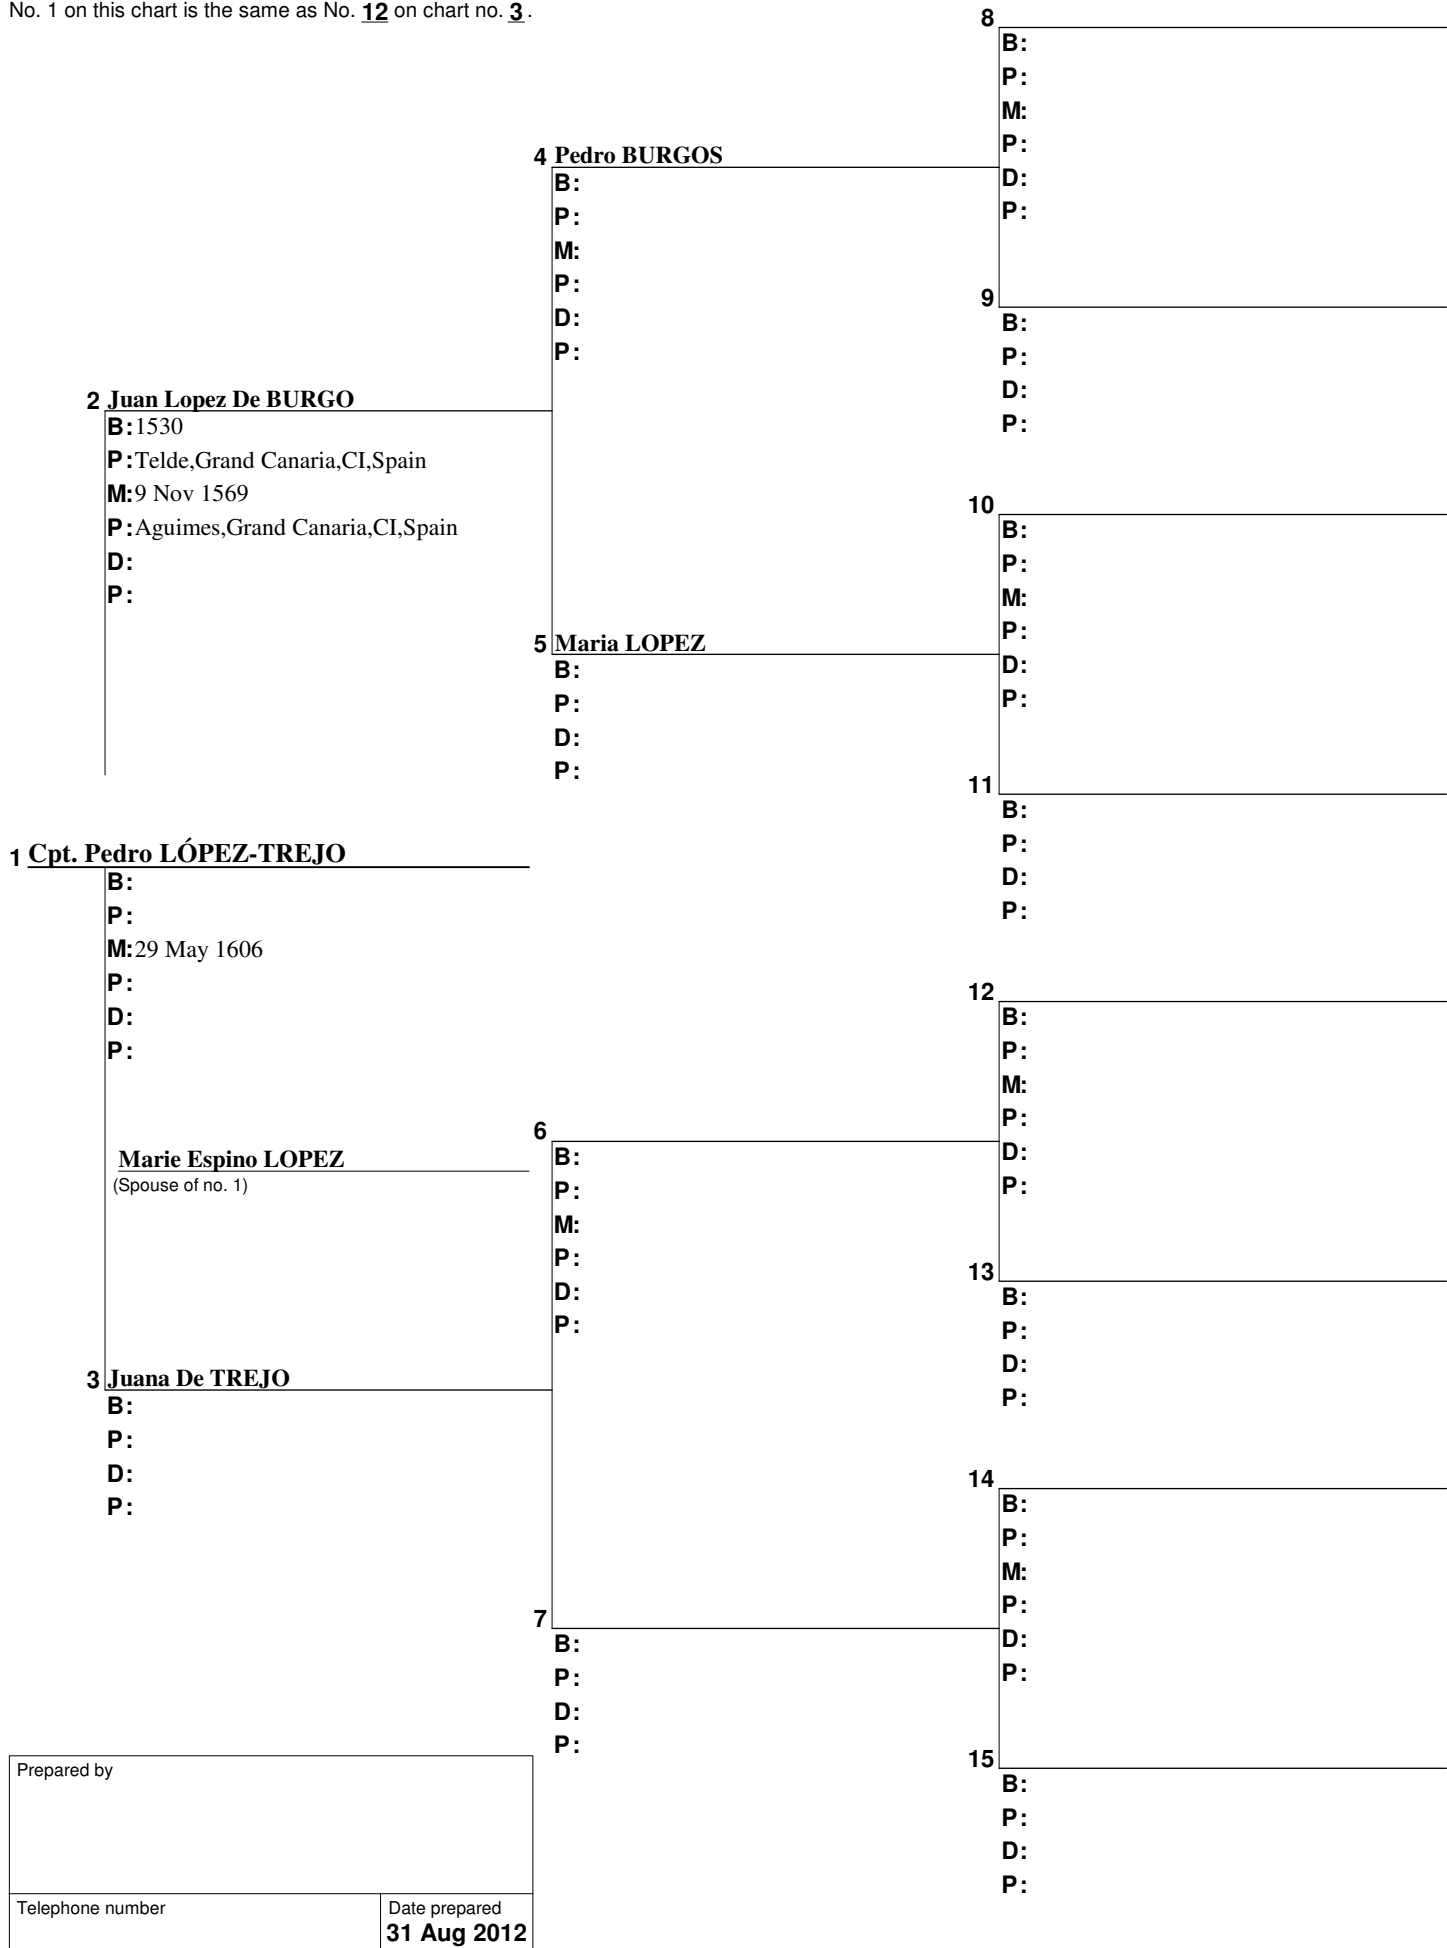 No. 1 on this chart is the same as No. 12 on chart no. 3.
8
B:
P:
M:
P:
D:
P:
4 Pedro BURGOS
B:
P:
M:
P:
D:
P:
9
B:
P:
D:
P:
2 Juan Lopez De BURGO
B: 1530
P: Telde,Grand Canaria,CI,Spain
M: 9 Nov 1569
P: Aguimes,Grand Canaria,CI,Spain
D:
P:
10
B:
P:
M:
P:
D:
P:
5 Maria LOPEZ
B:
P:
D:
P:
11
B:
P:
D:
P:
1 Cpt. Pedro LÓPEZ-TREJO
B:
P:
M: 29 May 1606
P:
D:
P:
Marie Espino LOPEZ
(Spouse of no. 1)
12
B:
P:
M:
P:
D:
P:
6
B:
P:
M:
P:
D:
P:
13
B:
P:
D:
P:
3 Juana De TREJO
B:
P:
D:
P:
14
B:
P:
M:
P:
D:
P:
7
B:
P:
D:
P:
15
B:
P:
D:
P:
Prepared by
Telephone number
Date prepared
31 Aug 2012